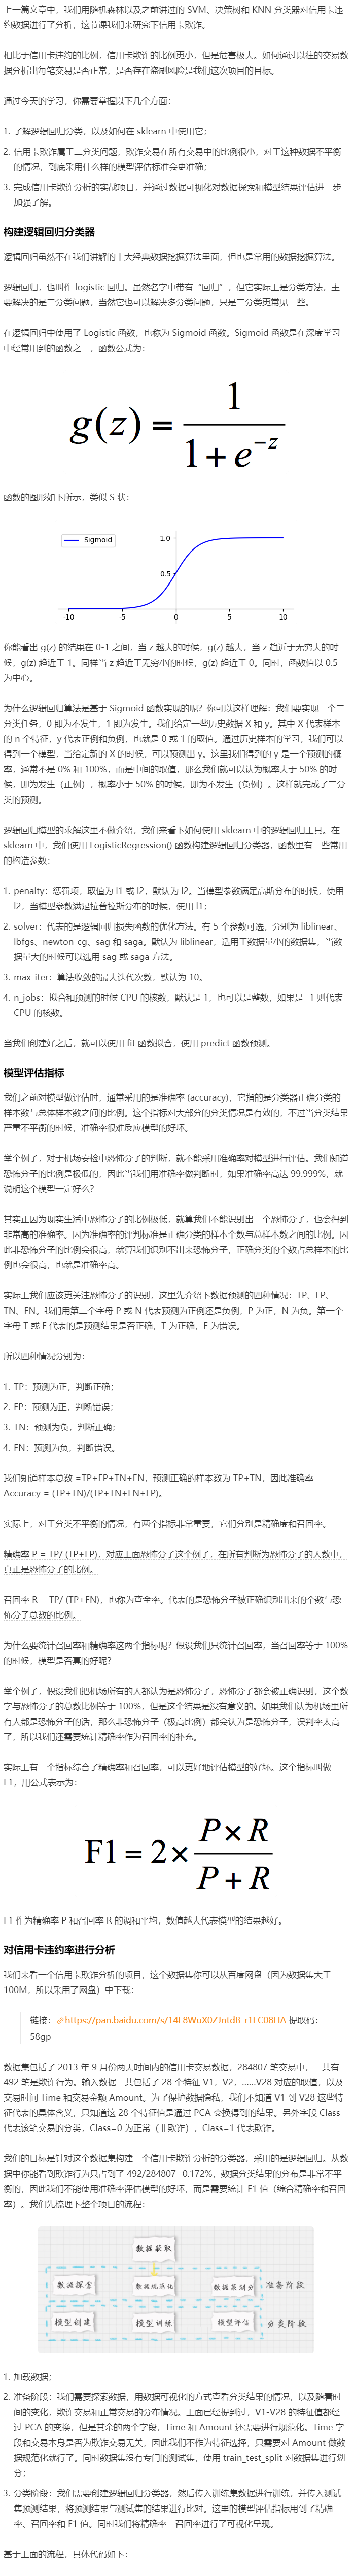 上一篇文章中，我们用随机森林以及之前讲过的 SVM、决策树和 KNN 分类器对信用卡违
约数据进行了分析，这节课我们来研究下信用卡欺诈。
相比于信用卡违约的比例，信用卡欺诈的比例更小，但是危害极大。如何通过以往的交易数
据分析出每笔交易是否正常，是否存在盗刷风险是我们这次项目的目标。
通过今天的学习，你需要掌握以下几个方面：
1. 了解逻辑回归分类，以及如何在 sklearn 中使用它；
2. 信用卡欺诈属于二分类问题，欺诈交易在所有交易中的比例很小，对于这种数据不平衡
的情况，到底采用什么样的模型评估标准会更准确；
3. 完成信用卡欺诈分析的实战项目，并通过数据可视化对数据探索和模型结果评估进一步
加强了解。
构建逻辑回归分类器
逻辑回归虽然不在我们讲解的十大经典数据挖掘算法里面，但也是常用的数据挖掘算法。
逻辑回归，也叫作 logistic 回归。虽然名字中带有“回归”，但它实际上是分类方法，主
要解决的是二分类问题，当然它也可以解决多分类问题，只是二分类更常见一些。
在逻辑回归中使用了 Logistic 函数，也称为 Sigmoid 函数。Sigmoid 函数是在深度学习
中经常用到的函数之一，函数公式为：
g(z) = 1 / (1+e^-z)
函数的图形如下所示，类似 S 状：
Sigmoid
1.0
0.5
-10 -5 0 5 10
你能看出 g(z) 的结果在 0-1 之间，当 z 越大的时候，g(z) 越大，当 z 趋近于无穷大的时
候，g(z) 趋近于 1。同样当 z 趋近于无穷小的时候，g(z) 趋近于 0。同时，函数值以 0.5
为中心。
为什么逻辑回归算法是基于 Sigmoid 函数实现的呢？你可以这样理解：我们要实现一个二
分类任务，0 即为不发生，1 即为发生。我们给定一些历史数据 X 和 y。其中 X 代表样本
的 n 个特征，y 代表正例和负例，也就是 0 或 1 的取值。通过历史样本的学习，我们可以
得到一个模型，当给定新的 X 的时候，可以预测出 y。这里我们得到的 y 是一个预测的概
率，通常不是 0% 和 100%，而是中间的取值，那么我们就可以认为概率大于 50% 的时
候，即为发生（正例），概率小于 50% 的时候，即为不发生（负例）。这样就完成了二分
类的预测。
逻辑回归模型的求解这里不做介绍，我们来看下如何使用 sklearn 中的逻辑回归工具。在
sklearn 中，我们使用 LogisticRegression() 函数构建逻辑回归分类器，函数里有一些常用
的构造参数：
1. penalty：惩罚项，取值为 l1 或 l2，默认为 l2。当模型参数满足高斯分布的时候，使用
l2，当模型参数满足拉普拉斯分布的时候，使用 l1；
2. solver：代表的是逻辑回归损失函数的优化方法。有 5 个参数可选，分别为 liblinear、
lbfgs、newton-cg、sag 和 saga。默认为 liblinear，适用于数据量小的数据集，当数
据量大的时候可以选用 sag 或 saga 方法。
3. max_iter：算法收敛的最大迭代次数，默认为 10。
4. n_jobs：拟合和预测的时候 CPU 的核数，默认是 1，也可以是整数，如果是 -1 则代表
CPU 的核数。
当我们创建好之后，就可以使用 fit 函数拟合，使用 predict 函数预测。
模型评估指标
我们之前对模型做评估时，通常采用的是准确率 (accuracy)，它指的是分类器正确分类的
样本数与总体样本数之间的比例。这个指标对大部分的分类情况是有效的，不过当分类结果
严重不平衡的时候，准确率很难反应模型的好坏。
举个例子，对于机场安检中恐怖分子的判断，就不能采用准确率对模型进行评估。我们知道
恐怖分子的比例是极低的，因此当我们用准确率做判断时，如果准确率高达 99.999%，就
说明这个模型一定好么？
其实正因为现实生活中恐怖分子的比例极低，就算我们不能识别出一个恐怖分子，也会得到
非常高的准确率。因为准确率的评判标准是正确分类的样本个数与总样本数之间的比例。因
此非恐怖分子的比例会很高，就算我们识别不出来恐怖分子，正确分类的个数占总样本的比
例也会很高，也就是准确率高。
实际上我们应该更关注恐怖分子的识别，这里先介绍下数据预测的四种情况：TP、FP、
TN、FN。我们用第二个字母 P 或 N 代表预测为正例还是负例，P 为正，N 为负。第一个
字母 T 或 F 代表的是预测结果是否正确，T 为正确，F 为错误。
所以四种情况分别为：
1. TP：预测为正，判断正确；
2. FP：预测为正，判断错误；
3. TN：预测为负，判断正确；
4. FN：预测为负，判断错误。
我们知道样本总数 =TP+FP+TN+FN，预测正确的样本数为 TP+TN，因此准确率
Accuracy = (TP+TN)/(TP+TN+FN+FP)。
实际上，对于分类不平衡的情况，有两个指标非常重要，它们分别是精确度和召回率。
精确率 P = TP/ (TP+FP)，对应上面恐怖分子这个例子，在所有判断为恐怖分子的人数中，
真正是恐怖分子的比例。
召回率 R = TP/ (TP+FN)，也称为查全率。代表的是恐怖分子被正确识别出来的个数与恐
怖分子总数的比例。
为什么要统计召回率和精确率这两个指标呢？假设我们只统计召回率，当召回率等于 100%
的时候，模型是否真的好呢？
举个例子，假设我们把机场所有的人都认为是恐怖分子，恐怖分子都会被正确识别，这个数
字与恐怖分子的总数比例等于 100%，但是这个结果是没有意义的。如果我们认为机场里所
有人都是恐怖分子的话，那么非恐怖分子（极高比例）都会认为是恐怖分子，误判率太高
了，所以我们还需要统计精确率作为召回率的补充。
实际上有一个指标综合了精确率和召回率，可以更好地评估模型的好坏。这个指标叫做
F1，用公式表示为：
F1 = 2 × (P × R) / (P + R)
F1 作为精确率 P 和召回率 R 的调和平均，数值越大代表模型的结果越好。
对信用卡违约率进行分析
我们来看一个信用卡欺诈分析的项目，这个数据集你可以从百度网盘（因为数据集大于
100M，所以采用了网盘）中下载：
链接：https://pan.baidu.com/s/14F8WuX0ZJntdB_r1EC08HA 提取码：
58gp
数据集包括了 2013 年 9 月份两天时间内的信用卡交易数据，284807 笔交易中，一共有
492 笔是欺诈行为。输入数据一共包括了 28 个特征 V1，V2，……V28 对应的取值，以及
交易时间 Time 和交易金额 Amount。为了保护数据隐私，我们不知道 V1 到 V28 这些特
征代表的具体含义，只知道这 28 个特征值是通过 PCA 变换得到的结果。另外字段 Class
代表该笔交易的分类，Class=0 为正常（非欺诈），Class=1 代表欺诈。
我们的目标是针对这个数据集构建一个信用卡欺诈分析的分类器，采用的是逻辑回归。从数
据中你能看到欺诈行为只占到了 492/284807=0.172%，数据分类结果的分布是非常不平
衡的，因此我们不能使用准确率评估模型的好坏，而是需要统计 F1 值（综合精确率和召回
率）。我们先梳理下整个项目的流程：
数据获取
数据探索 数据规范化 数据集划分 准备阶段
模型创建 模型训练 模型评估 分类阶段
1. 加载数据；
2. 准备阶段：我们需要探索数据，用数据可视化的方式查看分类结果的情况，以及随着时
间的变化，欺诈交易和正常交易的分布情况。上面已经提到过，V1-V28 的特征值都经
过 PCA 的变换，但是其余的两个字段，Time 和 Amount 还需要进行规范化。Time 字
段和交易本身是否为欺诈交易无关，因此我们不作为特征选择，只需要对 Amount 做数
据规范化就行了。同时数据集没有专门的测试集，使用 train_test_split 对数据集进行划
分；
3. 分类阶段：我们需要创建逻辑回归分类器，然后传入训练集数据进行训练，并传入测试
集预测结果，将预测结果与测试集的结果进行比对。这里的模型评估指标用到了精确
率、召回率和 F1 值。同时我们将精确率 - 召回率进行了可视化呈现。
基于上面的流程，具体代码如下：